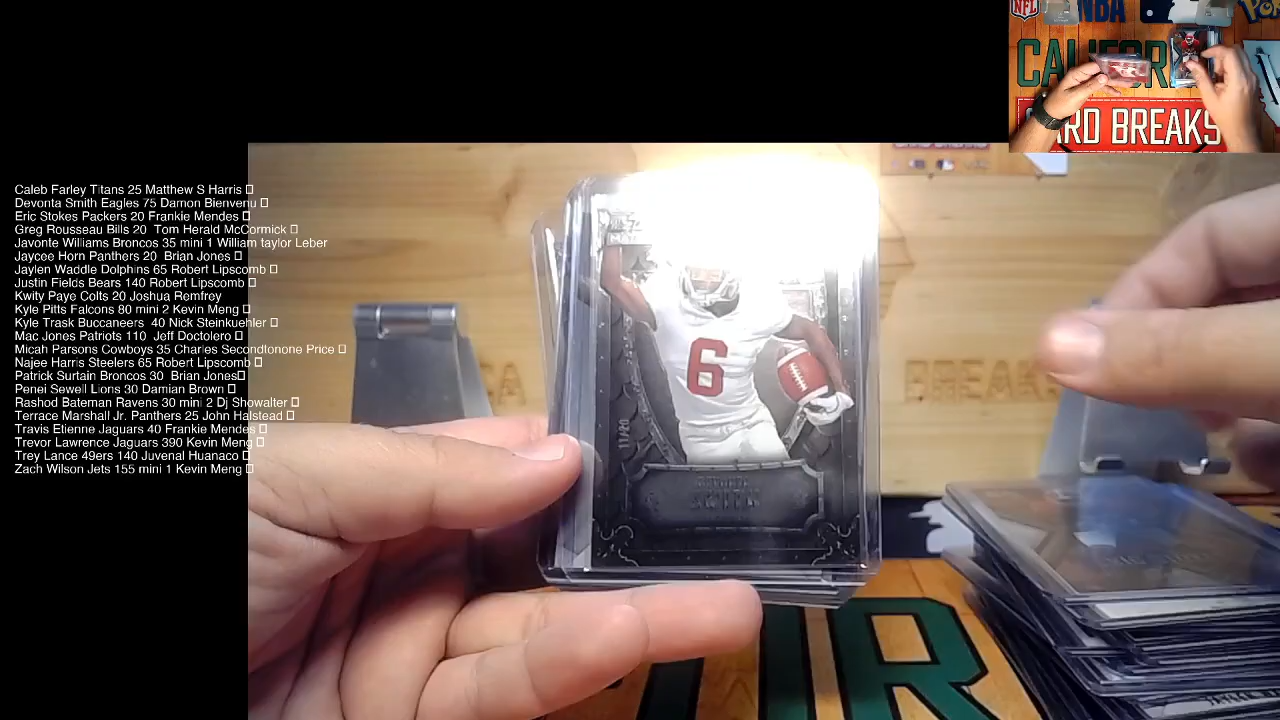 NFL
NBA
CALIFOR
CARD BREAKS
Caleb Farley Titans 25 Matthew S Harris
Devonta Smith Eagles 75 Damon Bienvenu
Eric Stokes Packers 20 Frankie Mendes
Greg Rousseau Bills 20 Tom Herald McCormick
Javonte Williams Broncos 35 mini 1 William taylor Leber
Jaycee Horn Panthers 20 Brian Jones
Jaylen Waddle Dolphins 65 Robert Lipscomb
Justin Fields Bears 140 Robert Lipscomb
Kwity Paye Colts 20 Joshua Remfrey
Kyle Pitts Falcons 80 mini 2 Kevin Meng
Kyle Trask Buccaneers 40 Nick Steinkuehler
Mac Jones Patriots 110 Jeff Doctolero
Micah Parsons Cowboys 35 Charles Secondtonone Price
Najee Harris Steelers 65 Robert Lipscomb
Patrick Surtain Broncos 30 Brian Jones
Penei Sewell Lions 30 Damian Brown
Rashod Bateman Ravens 30 mini 2 Dj Showalter
Terrace Marshall Jr. Panthers 25 John Halstead
Travis Etienne Jaguars 40 Frankie Mendes
Trevor Lawrence Jaguars 390 Kevin Meng
Trey Lance 49ers 140 Juvenal Huanaco
Zach Wilson Jets 155 mini 1 Kevin Meng
6
11/20
SMITH
BREAKS